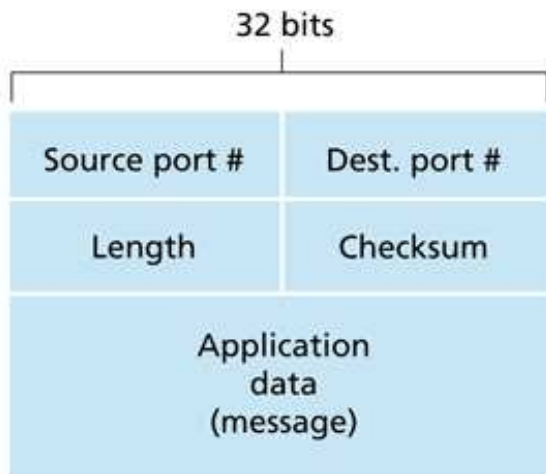 32 bits
Source port # Dest. port #
Length Checksum
Application
data
(message)